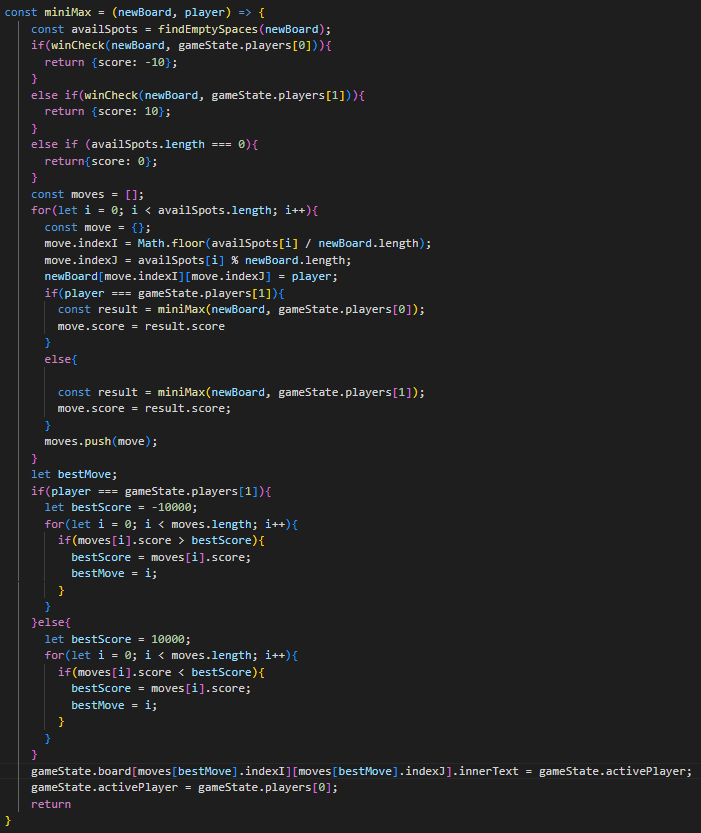 const miniMax = (newBoard, player) => {
    const availSpots = findEmptySpaces(newBoard);
    if(winCheck(newBoard, gameState.players[0])){
      return {score: -10};
    }
    else if(winCheck(newBoard, gameState.players[1])){
      return {score: 10};
    }
    else if (availSpots.length === 0){
      return{score: 0};
    }
    const moves = [];
    for(let i = 0; i < availSpots.length; i++){
      const move = {};
      move.indexI = Math.floor(availSpots[i] / newBoard.length);
      move.indexJ = availSpots[i] % newBoard.length;
      newBoard[move.indexI][move.indexJ] = player;
      if(player === gameState.players[1]){
        const result = miniMax(newBoard, gameState.players[0]);
        move.score = result.score
      }
      else{

        const result = miniMax(newBoard, gameState.players[1]);
        move.score = result.score;
      }
      moves.push(move);
    }
    let bestMove;
    if(player === gameState.players[1]){
      let bestScore = -10000;
      for(let i = 0; i < moves.length; i++){
        if(moves[i].score > bestScore){
          bestScore = moves[i].score;
          bestMove = i;
        }
      }
    }else{
      let bestScore = 10000;
      for(let i = 0; i < moves.length; i++){
        if(moves[i].score < bestScore){
          bestScore = moves[i].score;
          bestMove = i;
        }
      }
    }
    gameState.board[moves[bestMove].indexI][moves[bestMove].indexJ].innerText = gameState.activePlayer;
    gameState.activePlayer = gameState.players[0];
    return
}